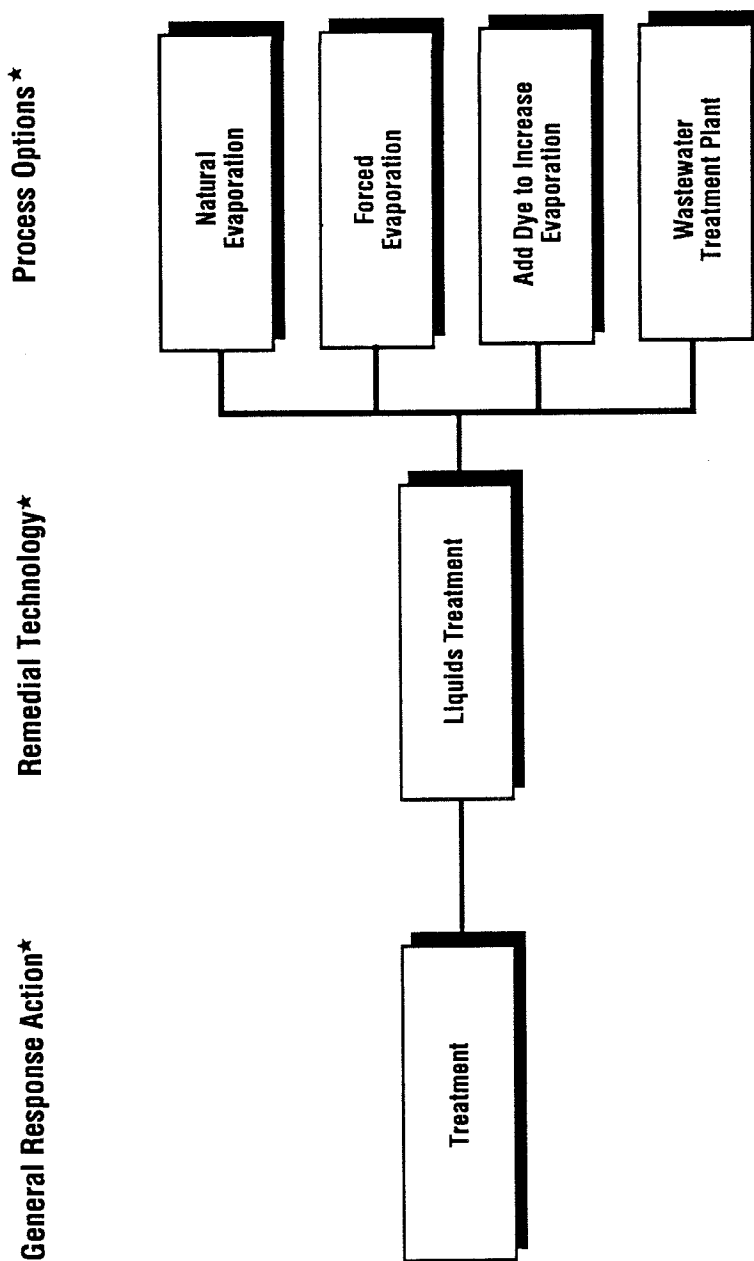 General Response Action★
Remedial Technology★
Process Options★
Treatment
Liquids Treatment
Natural
Evaporation
Forced
Evaporation
Add Dye to Increase
Evaporation
Wastewater
Treatment Plant